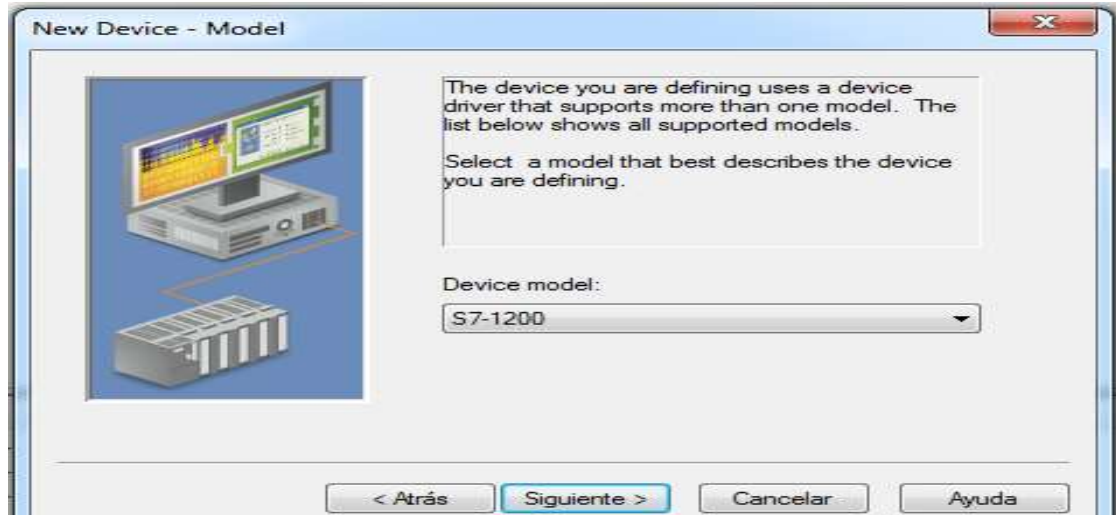 New Device - Model
The device you are defining uses a device
driver that supports more than one model. The
list below shows all supported models.
Select a model that best describes the device
you are defining.
Device model:
S7-1200
< Atrás
Siguiente >
Cancelar
Ayuda